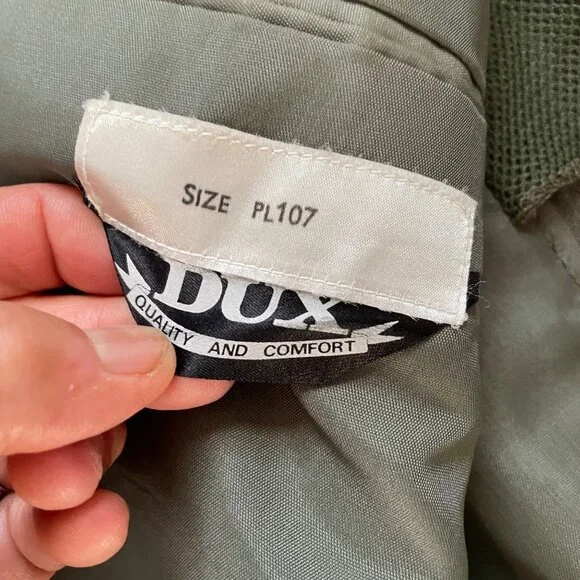 SIZE PL107
DUX
QUALITY AND COMFORT